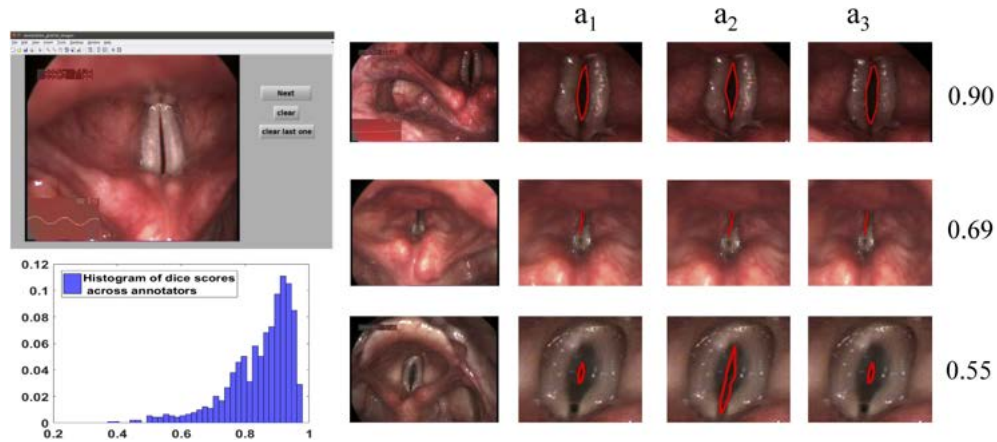 a1
a2
a3
Next
clear
clear last one
0.90
0.69
0.55
Histogram of dice scores
across annotators
0.12
0.1
0.08
0.06
0.04
0.02
0
0.2
0.4
0.6
0.8
1